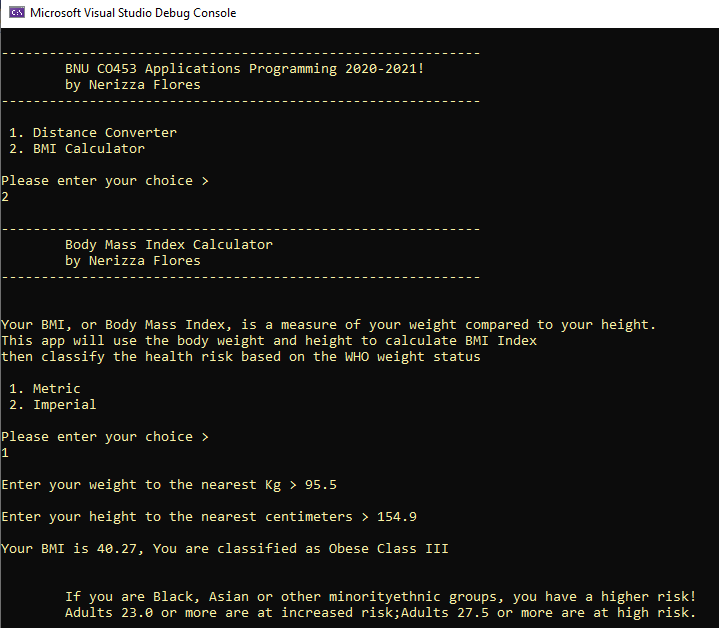 Microsoft Visual Studio Debug Console
------------------------------------------------------------
BNU CO453 Applications Programming 2020-2021!
by Nerizza Flores
------------------------------------------------------------
1. Distance Converter
2. BMI Calculator
Please enter your choice >
2
------------------------------------------------------------
Body Mass Index Calculator
by Nerizza Flores
------------------------------------------------------------
Your BMI, or Body Mass Index, is a measure of your weight compared to your height.
This app will use the body weight and height to calculate BMI Index
then classify the health risk based on the WHO weight status
1. Metric
2. Imperial
Please enter your choice >
1
Enter your weight to the nearest Kg > 95.5
Enter your height to the nearest centimeters > 154.9
Your BMI is 40.27, You are classified as Obese Class III
If you are Black, Asian or other minorityethnic groups, you have a higher risk!
Adults 23.0 or more are at increased risk;Adults 27.5 or more are at high risk.